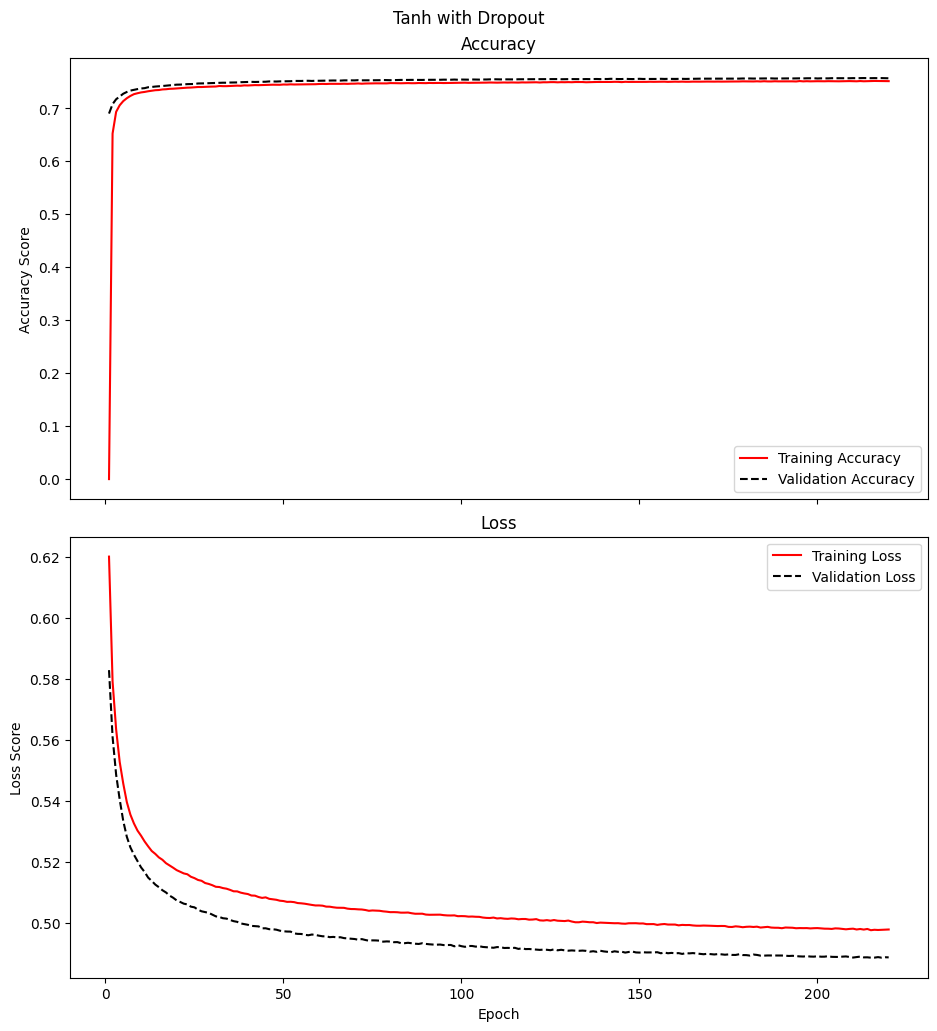 Tanh with Dropout
Accuracy
0.7
0.6
0.5
0.4
0.3
0.2
0.1
0.0
Accuracy Score
Training Accuracy
Validation Accuracy
Loss
0.62
0.60
0.58
0.56
0.54
0.52
0.50
Loss Score
Training Loss
Validation Loss
0 50 100 150 200
Epoch